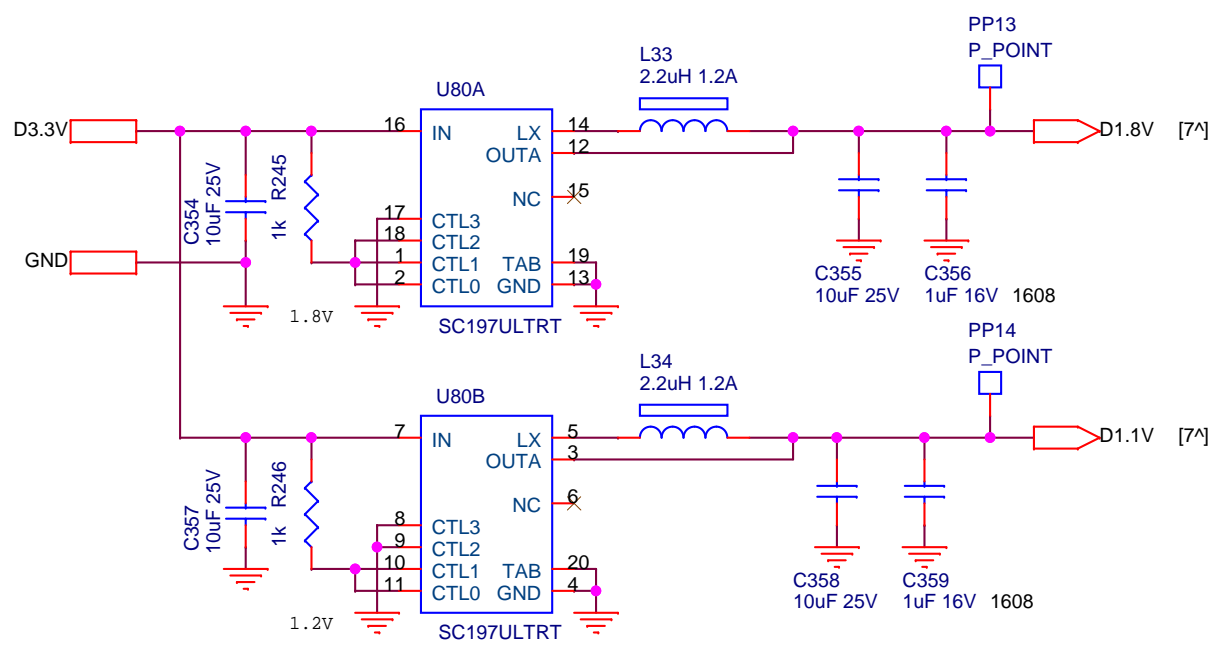 PP13
P_POINT
L33
2.2uH 1.2A
U80A
D3.3V
16
IN
LX
14
D1.8V
[7^]
OUTA
12
C354
10uF 25V
1k
R245
NC
15
17
CTL3
18
CTL2
GND
1
CTL1
TAB
19
2
CTL0
GND
13
C355
10uF 25V
C356
1uF 16V
1608
1.8V
SC197ULTRT
PP14
P_POINT
L34
2.2uH 1.2A
U80B
7
IN
LX
5
D1.1V
[7^]
OUTA
3
C357
10uF 25V
1k
R246
NC
6
8
CTL3
9
CTL2
10
CTL1
TAB
20
11
CTL0
GND
4
C358
10uF 25V
C359
1uF 16V
1608
1.2V
SC197ULTRT